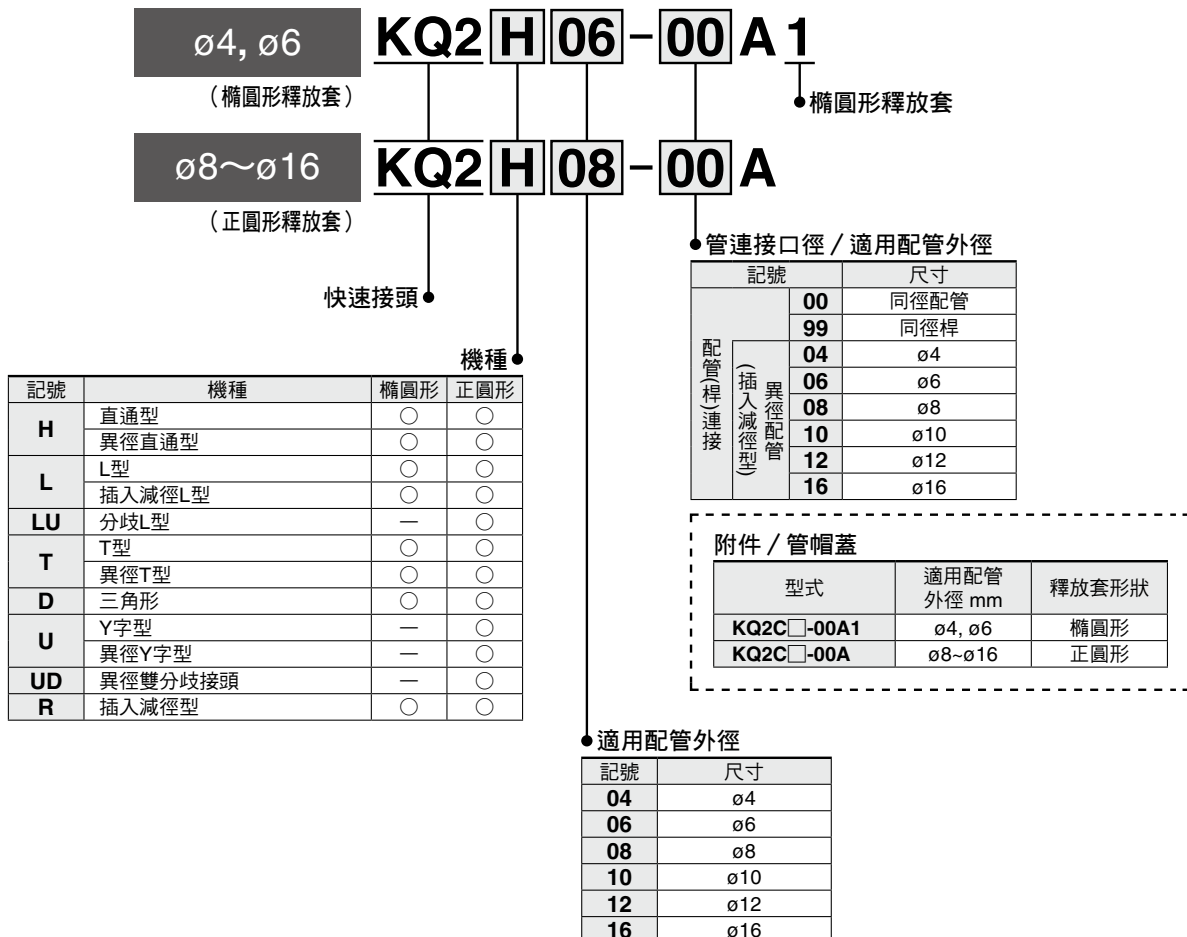 ø4, ø6 KQ2 H 06 - 00 A 1
（橢圓形釋放套）
橢圓形釋放套
ø8～ø16 KQ2 H 08 - 00 A
（正圓形釋放套）
快速接頭
管連接口徑 / 適用配管外徑
記號 尺寸
配管(桿)連接
00 同徑配管
99 同徑桿
異徑配管
(插入減徑型)
04 ø4
06 ø6
08 ø8
10 ø10
12 ø12
16 ø16
機種
記號 機種 橢圓形 正圓形
H 直通型 ○ ○
異徑直通型 ○ ○
L L型 ○ ○
插入減徑L型 ○ ○
LU 分歧L型 — ○
T T型 ○ ○
異徑T型 ○ ○
D 三角形 ○ ○
U Y字型 — ○
異徑Y字型 — ○
UD 異徑雙分歧接頭 — ○
R 插入減徑型 ○ ○
附件 / 管帽蓋
型式 適用配管
外徑 mm 釋放套形狀
KQ2C□-00A1 ø4, ø6 橢圓形
KQ2C□-00A ø8~ø16 正圓形
適用配管外徑
記號 尺寸
04 ø4
06 ø6
08 ø8
10 ø10
12 ø12
16 ø16